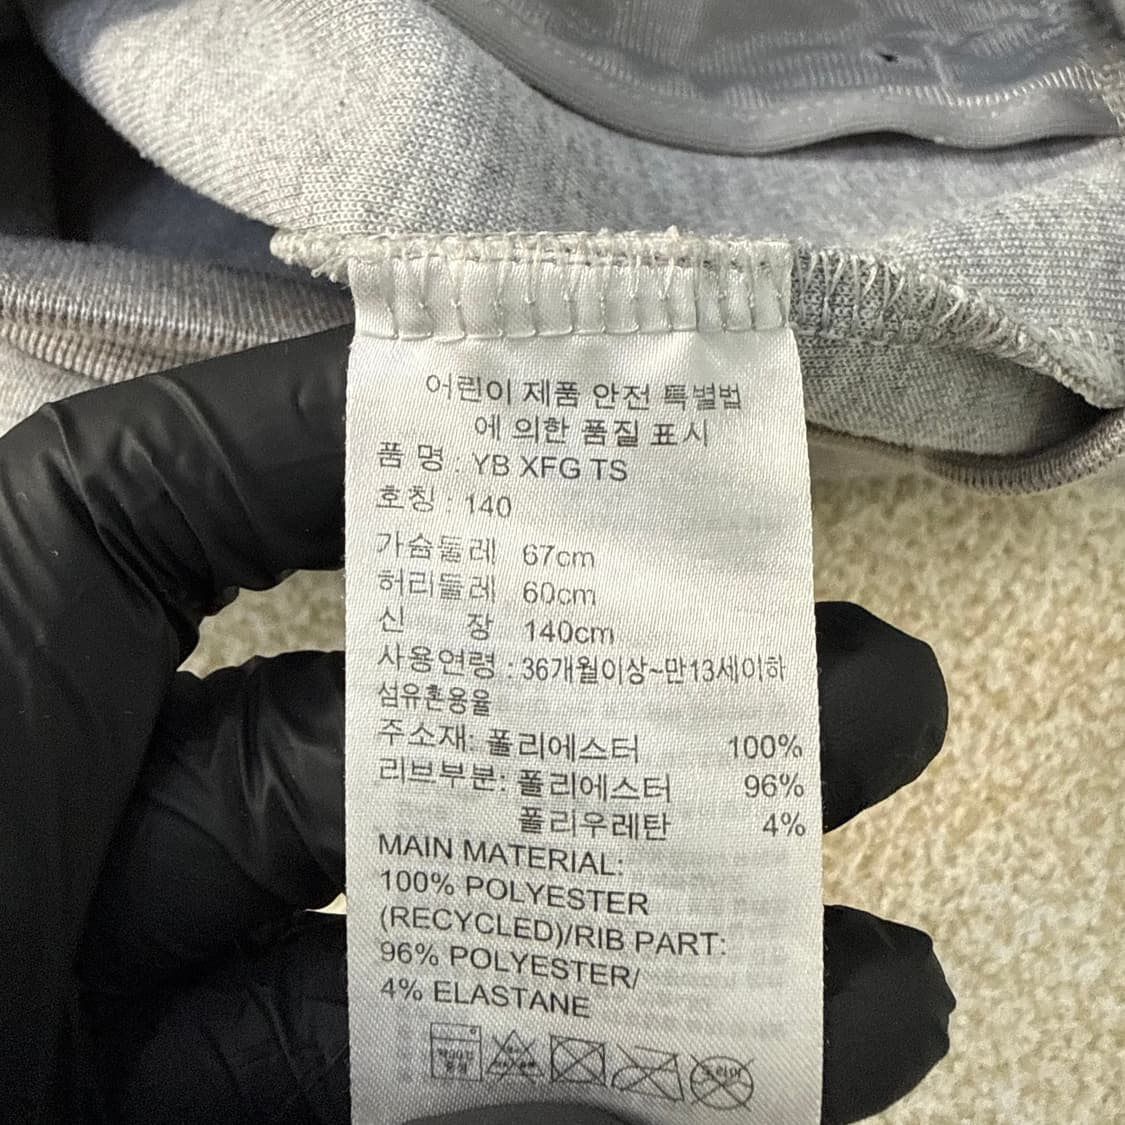 어린이 제품 안전 특별법
에 의한 품질 표시
품 명 : YB XFG TS
호칭 : 140
가슴둘레 67cm
허리둘레 60cm
신 장 140cm
사용연령 : 36개월이상~만13세이하
섬유혼용율
주소재: 폴리에스터 100%
리브부분: 폴리에스터 96%
폴리우레탄 4%
MAIN MATERIAL:
100% POLYESTER
(RECYCLED)/RIB PART:
96% POLYESTER/
4% ELASTANE
드라이